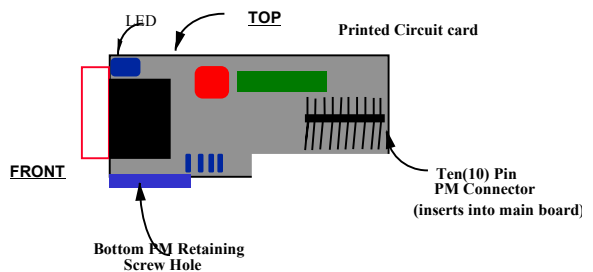 LED
TOP
Printed Circuit card
FRONT
Ten(10) Pin
PM Connector
(inserts into main board)
Bottom PM Retaining
Screw Hole